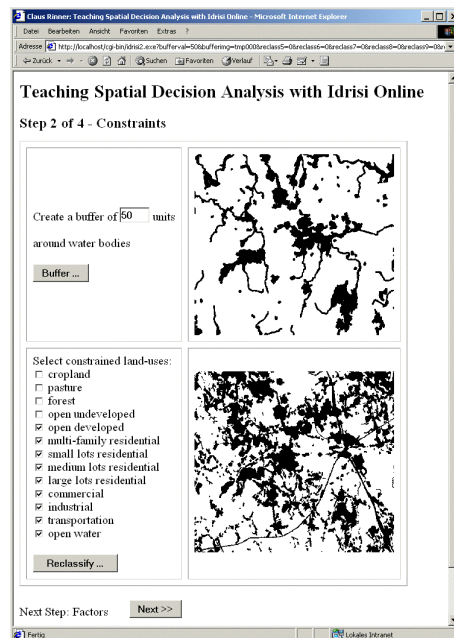 Claus Rinner: Teaching Spatial Decision Analysis with Idrisi Online - Microsoft Internet Explorer
Datei Bearbeiten Ansicht Favoriten Extras ?
Adresse http://localhost/cgi-bin/idrisi2.exe?bufferval=50&bufferimg=tmp000&reclass5=0&reclass6=0&reclass7=0&reclass8=0&reclass9=0&r
Zurück Suchen Favoriten Verlauf
Teaching Spatial Decision Analysis with Idrisi Online
Step 2 of 4 - Constraints
Create a buffer of 50 units
around water bodies
Buffer ...
Select constrained land-uses:
cropland
pasture
forest
open undeveloped
open developed
multi-family residential
small lots residential
medium lots residential
large lots residential
commercial
industrial
transportation
open water
Reclassify ...
Next Step: Factors Next >>
Fertig Lokales Intranet